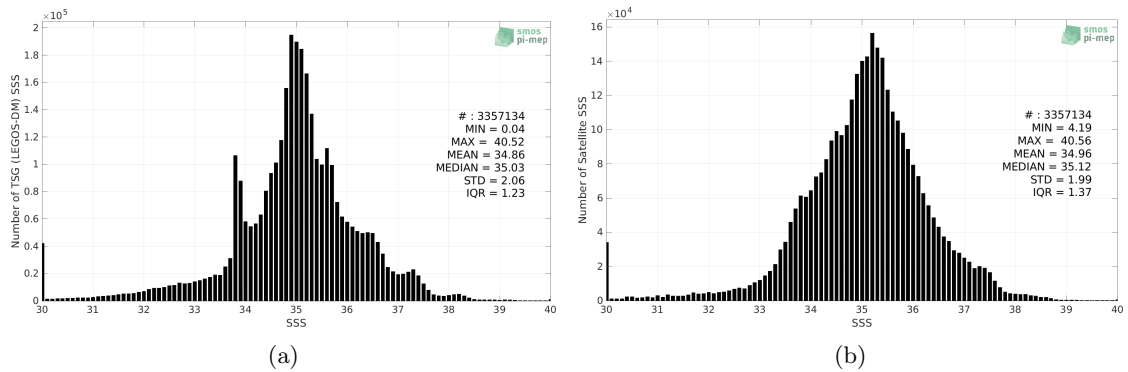 ×10^5
2
1.8
1.6
1.4
1.2
1
0.8
0.6
0.4
0.2
0
Number of TSG (LEGOS-DM) SSS
30 31 32 33 34 35 36 37 38 39 40
SSS
smos
pi-mep
# : 3357134
MIN = 0.04
MAX = 40.52
MEAN = 34.86
MEDIAN = 35.03
STD = 2.06
IQR = 1.23
(a)
×10^4
16
14
12
10
8
6
4
2
0
Number of Satellite SSS
30 31 32 33 34 35 36 37 38 39 40
SSS
smos
pi-mep
# : 3357134
MIN = 4.19
MAX = 40.56
MEAN = 34.96
MEDIAN = 35.12
STD = 1.99
IQR = 1.37
(b)